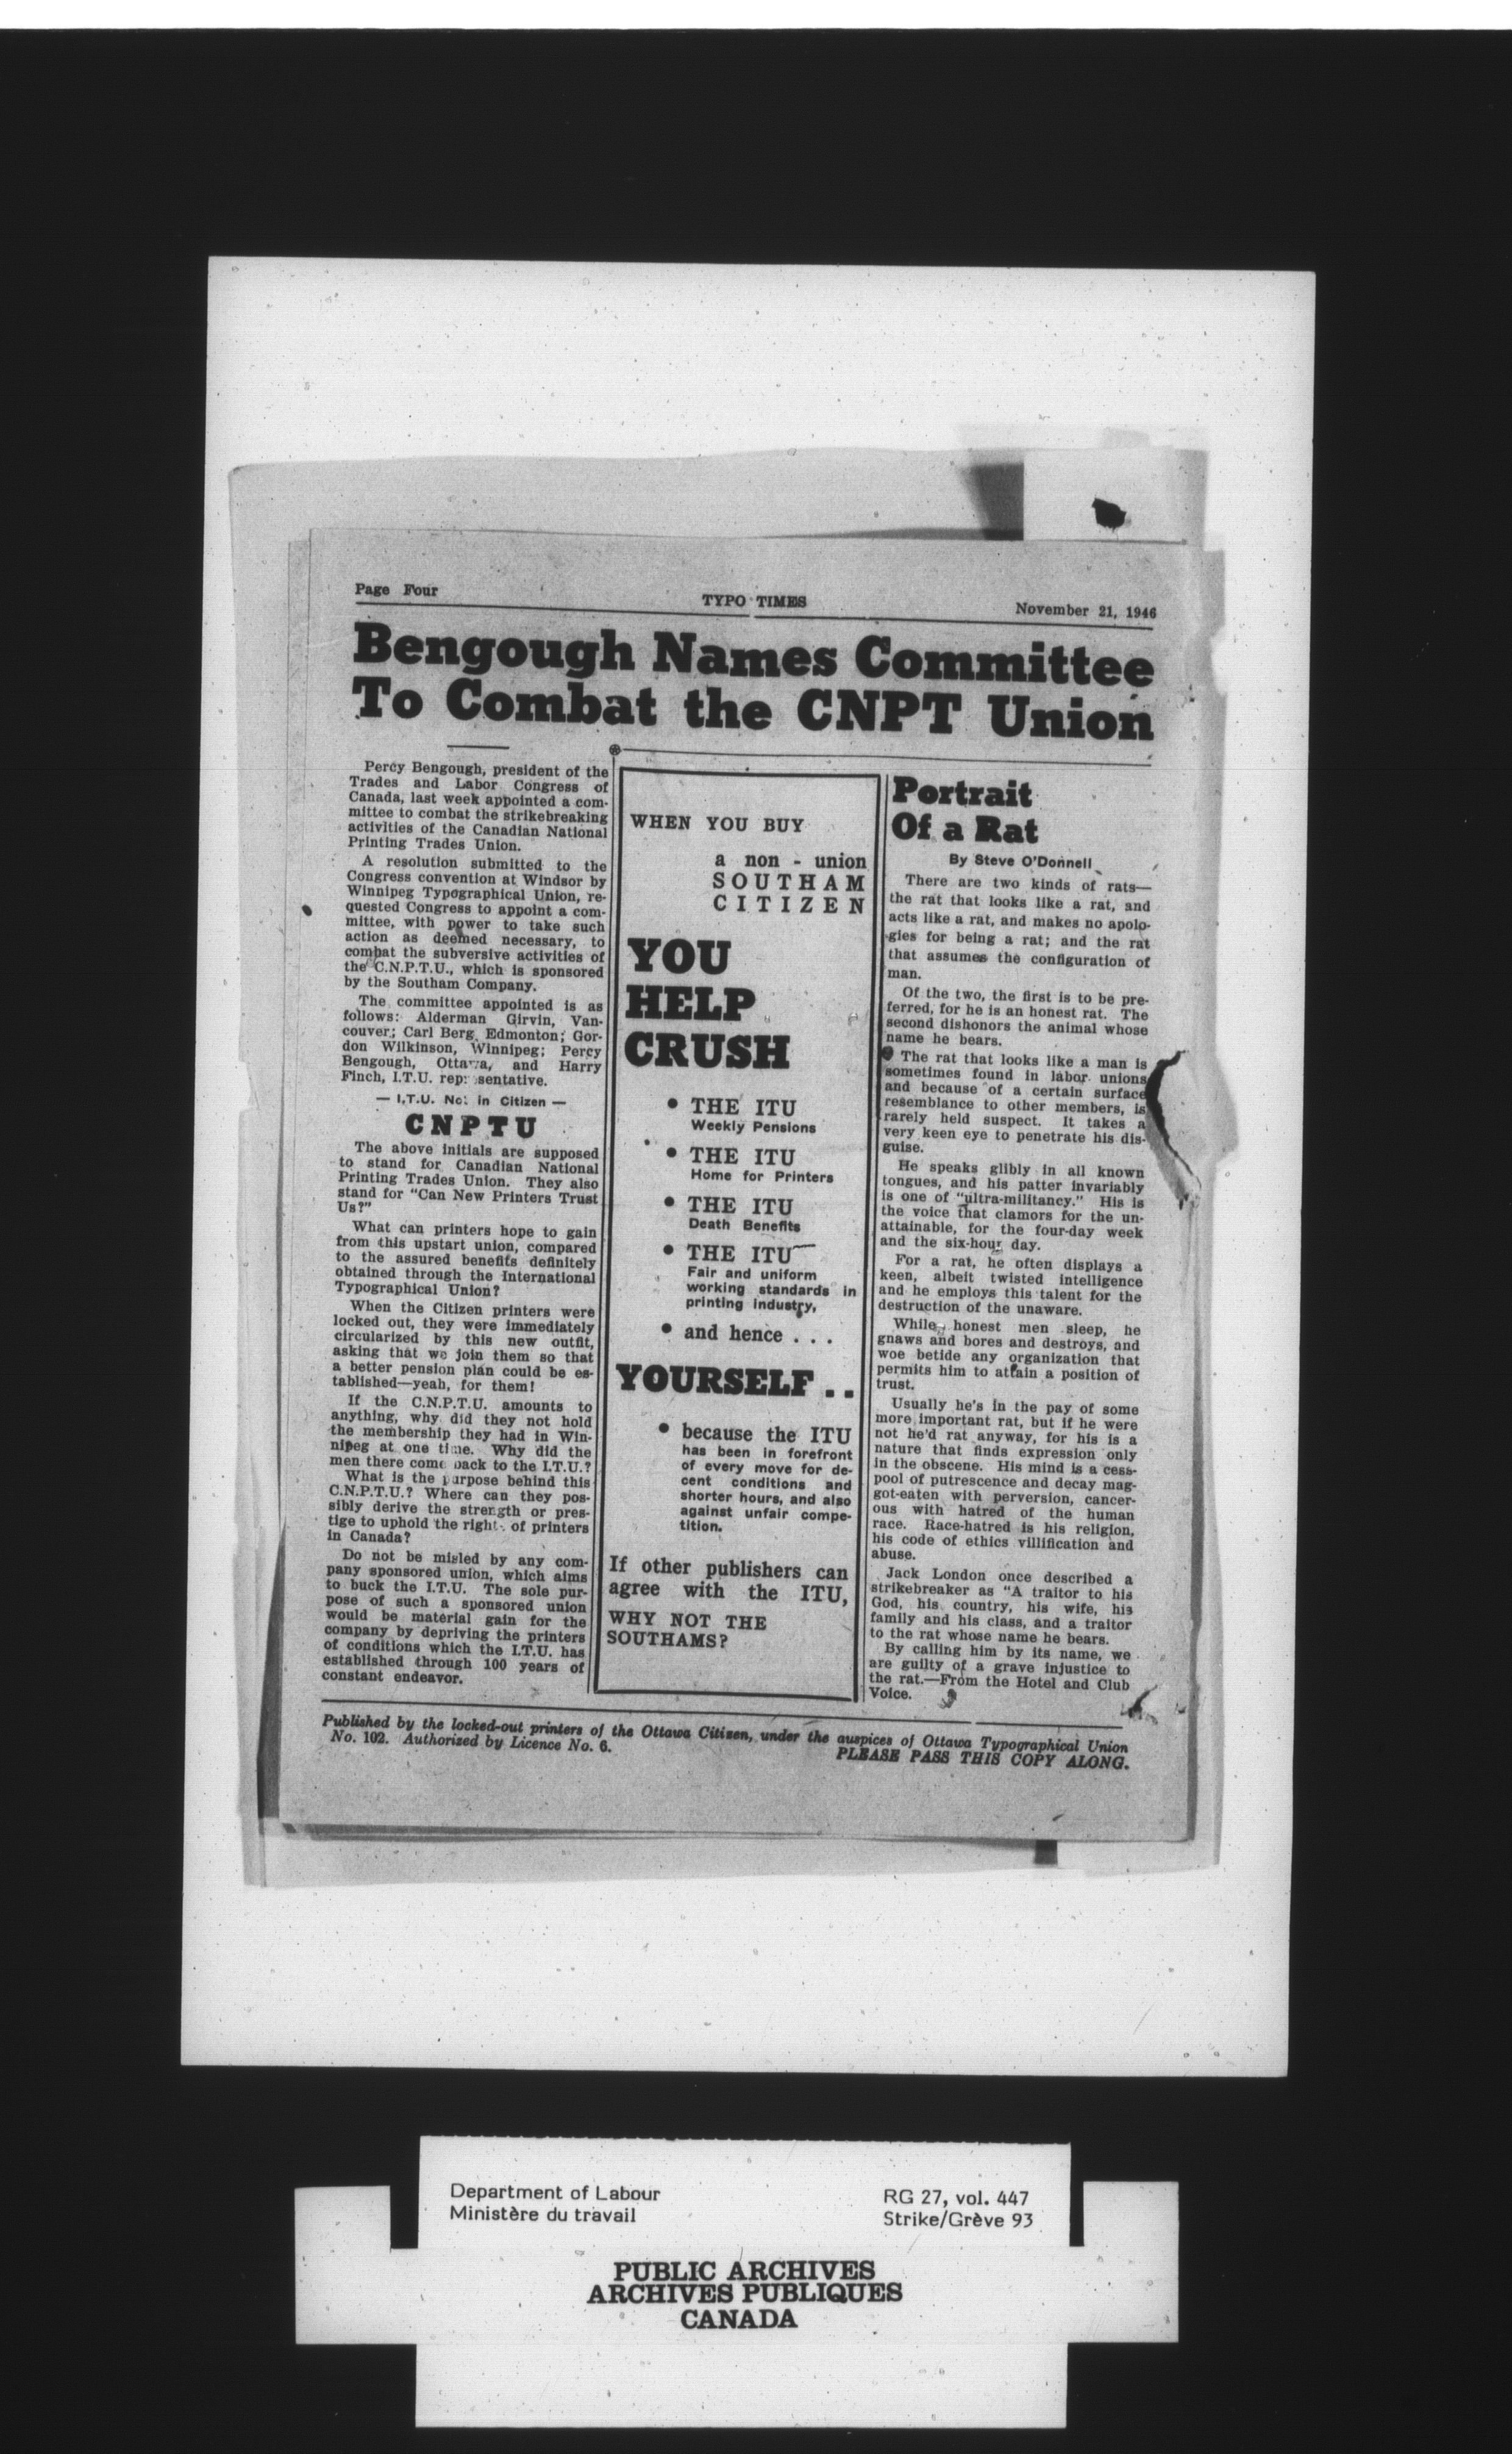 Page Four
TYPO TIMES
November 21, 1946
Bengough Names Committee
To Combat the CNPT Union
Percy Bengough, president of the
Trades and Labor Congress of
Canada, last week appointed a com-
mittee to combat the strikebreaking
activities of the Canadian National
Printing Trades Union.
A resolution submitted to the
Congress convention at Windsor by
Winnipeg Typographical Union, re-
quested Congress to appoint a com-
mittee, with power to take such
action as deemed necessary, to
combat the subversive activities of
the C.N.P.T.U., which is sponsored
by the Southam Company.
The committee appointed is as
follows: Alderman Girvin, Van-
couver; Carl Berg, Edmonton; Gor-
don Wilkinson, Winnipeg; Percy
Bengough, Ottawa, and Harry
Finch, I.T.U. rep: sentative.
— I.T.U. Not in Citizen —
CNPTU
The above initials are supposed
to stand for Canadian National
Printing Trades Union. They also
stand for "Can New Printers Trust
Us?"
What can printers hope to gain
from this upstart union, compared
to the assured benefits definitely
obtained through the International
Typographical Union?
When the Citizen printers were
locked out, they were immediately
circularized by this new outfit,
asking that we join them so that
a better pension plan could be es-
tablished—yeah, for them!
If the C.N.P.T.U. amounts to
anything, why did they not hold
the membership they had in Win-
nipeg at one time. Why did the
men there come back to the I.T.U.?
What is the purpose behind this
C.N.P.T.U.? Where can they pos-
sibly derive the strength or pres-
tige to uphold the right of printers
in Canada?
Do not be misled by any com-
pany sponsored union, which aims
to buck the I.T.U. The sole pur-
pose of such a sponsored union
would be material gain for the
company by depriving the printers
of conditions which the I.T.U. has
established through 100 years of
constant endeavor.
WHEN YOU BUY
a non - union
SOUTHAM
CITIZEN
YOU
HELP
CRUSH
• THE ITU
Weekly Pensions
• THE ITU
Home for Printers
• THE ITU
Death Benefits
• THE ITU
Fair and uniform
working standards in
printing industry,
• and hence . . .
YOURSELF . .
• because the ITU
has been in forefront
of every move for de-
cent conditions and
shorter hours, and also
against unfair compe-
tition.
If other publishers can
agree with the ITU,
WHY NOT THE
SOUTHAMS?
Portrait
Of a Rat
By Steve O'Donnell
There are two kinds of rats—
the rat that looks like a rat, and
acts like a rat, and makes no apolo-
gies for being a rat; and the rat
that assumes the configuration of
man.
Of the two, the first is to be pre-
ferred, for he is an honest rat. The
second dishonors the animal whose
name he bears.
The rat that looks like a man is
sometimes found in labor unions
and because of a certain surface
resemblance to other members, is
rarely held suspect. It takes a
very keen eye to penetrate his dis-
guise.
He speaks glibly in all known
tongues, and his patter invariably
is one of "ultra-militancy." His is
the voice that clamors for the un-
attainable, for the four-day week
and the six-hour day.
For a rat, he often displays a
keen, albeit twisted intelligence
and he employs this talent for the
destruction of the unaware.
While honest men sleep, he
gnaws and bores and destroys, and
woe betide any organization that
permits him to attain a position of
trust.
Usually he's in the pay of some
more important rat, but if he were
not he'd rat anyway, for his is a
nature that finds expression only
in the obscene. His mind is a cess-
pool of putrescence and decay mag-
got-eaten with perversion, cancer-
ous with hatred of the human
race. Race-hatred is his religion,
his code of ethics villification and
abuse.
Jack London once described a
strikebreaker as "A traitor to his
God, his country, his wife, his
family and his class, and a traitor
to the rat whose name he bears.
By calling him by its name, we
are guilty of a grave injustice to
the rat.—From the Hotel and Club
Voice.
Published by the locked-out printers of the Ottawa Citizen, under the auspices of Ottawa Typographical Union
No. 102. Authorized by Licence No. 6.
PLEASE PASS THIS COPY ALONG.
Department of Labour
Ministère du travail
RG 27, vol. 447
Strike/Grève 93
PUBLIC ARCHIVES
ARCHIVES PUBLIQUES
CANADA